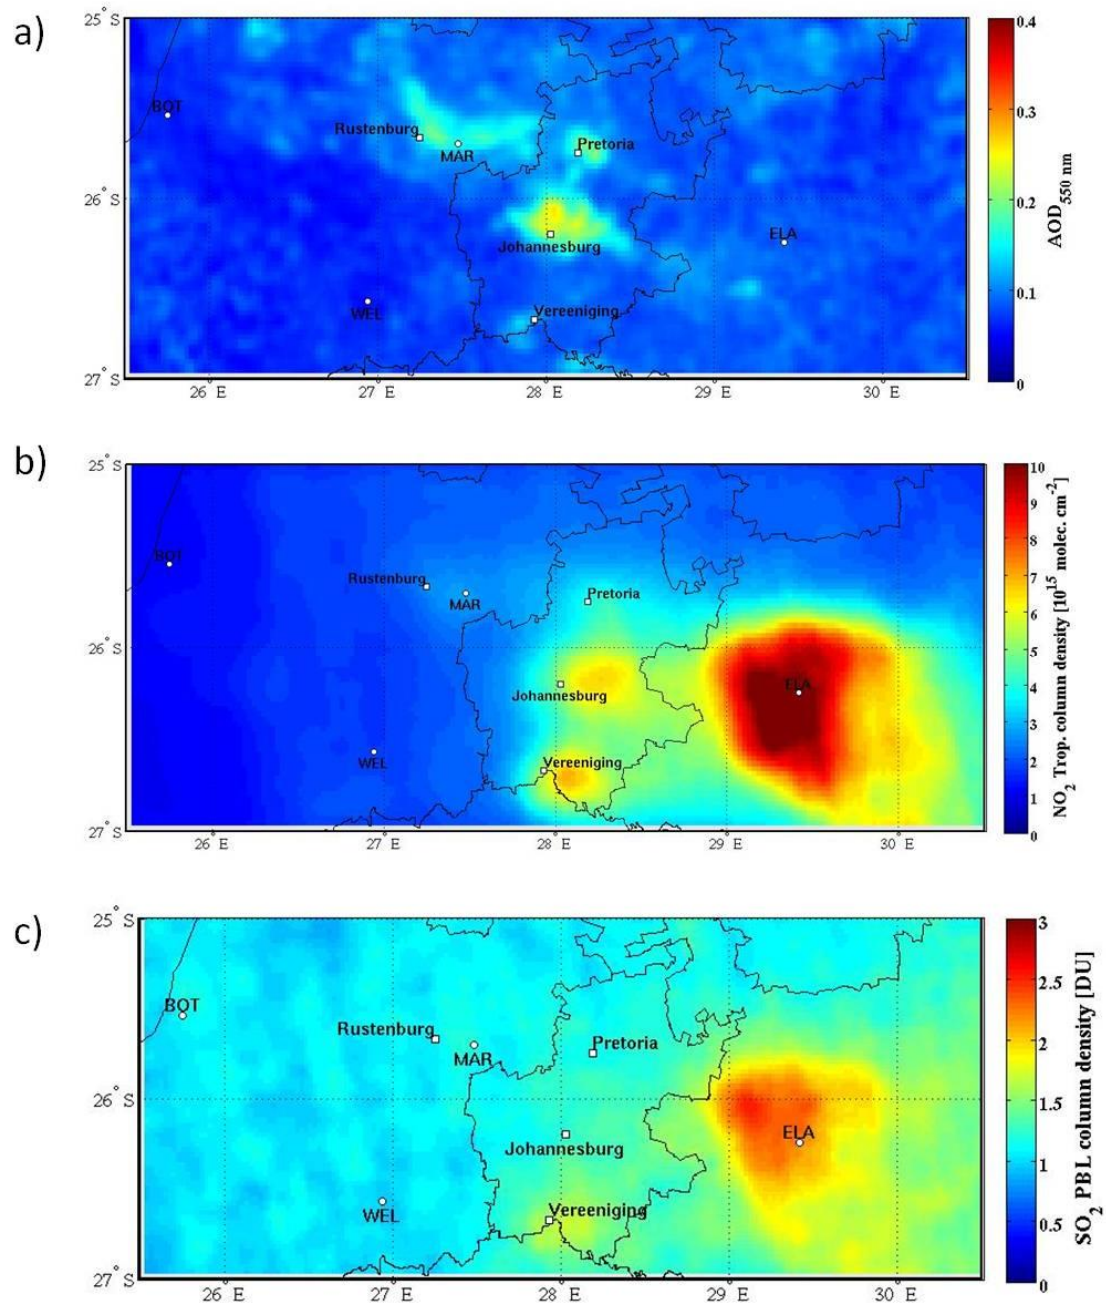 a)
25° S
26° S
27° S
BOT
Rustenburg
MAR
Pretoria
Johannesburg
ELA
WEL
Vereeniging
26° E
27° E
28° E
29° E
30° E
0.4
0.3
0.2
0.1
0
AOD550 nm
b)
25° S
26° S
27° S
BOT
Rustenburg
MAR
Pretoria
Johannesburg
ELA
WEL
Vereeniging
26° E
27° E
28° E
29° E
30° E
10
9
8
7
6
5
4
3
2
1
0
NO2 Trop. column density [10^15 molec. cm^-2]
c)
25° S
26° S
27° S
BOT
Rustenburg
MAR
Pretoria
Johannesburg
ELA
WEL
Vereeniging
26° E
27° E
28° E
29° E
30° E
3
2.5
2
1.5
1
0.5
0
SO2 PBL column density [DU]